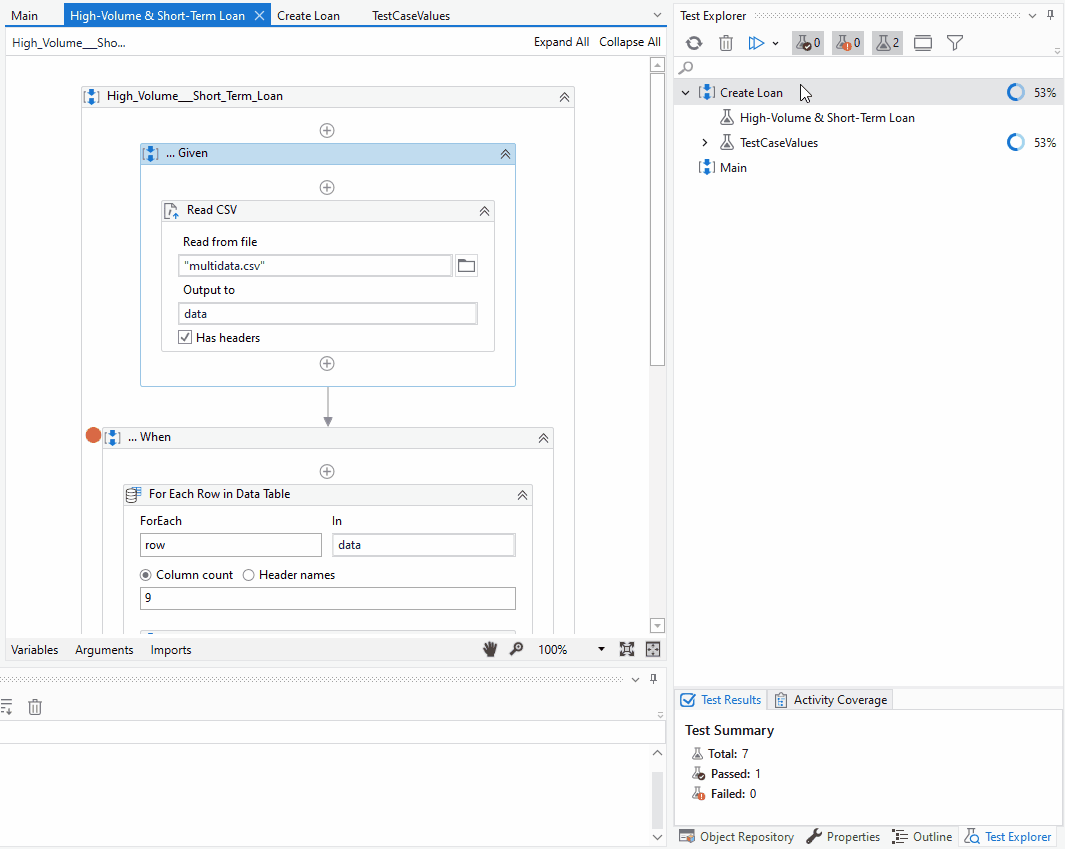 Main High-Volume & Short-Term Loan Create Loan TestCaseValues
High_Volume___Sho... Expand All Collapse All
High_Volume___Short_Term_Loan
... Given
Read CSV
Read from file
"multidata.csv"
Output to
data
Has headers
... When
For Each Row in Data Table
ForEach In
row data
Column count Header names
9
Variables Arguments Imports 100%
Test Explorer
0 0 2
Create Loan 53%
High-Volume & Short-Term Loan
TestCaseValues 53%
Main
Test Results Activity Coverage
Test Summary
Total: 7
Passed: 1
Failed: 0
Object Repository Properties Outline Test Explorer